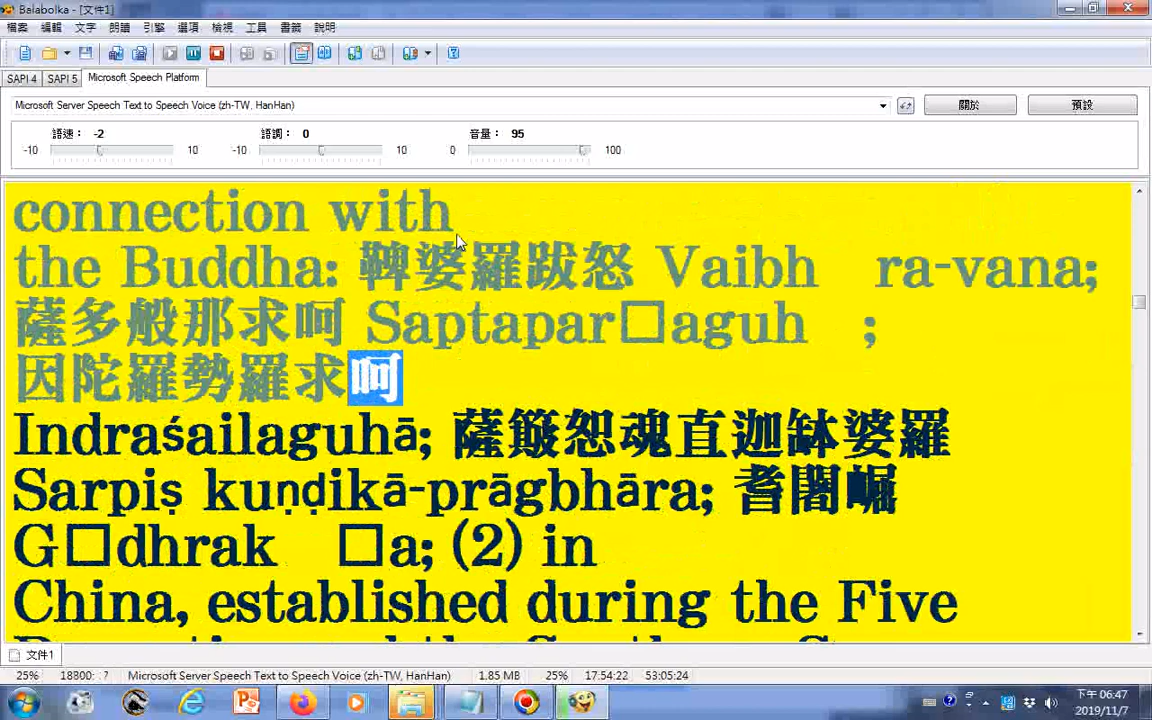 Balabolka - [文件1]
檔案 編輯 文字 朗讀 引擎 選項 檢視 工具 書籤 說明
SAPI 4 SAPI 5 Microsoft Speech Platform
Microsoft Server Speech Text to Speech Voice (zh-TW, HanHan) 關於 預設
語速： -2 語調： 0 音量： 95
-10 10 -10 10 0 100
connection with
the Buddha: 鞞婆羅跋怒 Vaibh ra-vana;
薩多般那求呵 Saptapar□aguh ;
因陀羅勢羅求呵
Indraśailaguhā; 薩簸恕魂直迦缽婆羅
Sarpiṣ kuṇḍikā-prāgbhāra; 耆闍崛
G□dhrak □a; (2) in
China, established during the Five
文件1
25% 18800: ? Microsoft Server Speech Text to Speech Voice (zh-TW, HanHan) 1.85 MB 25% 17:54:22 53:05:24
下午 06:47
2019/11/7